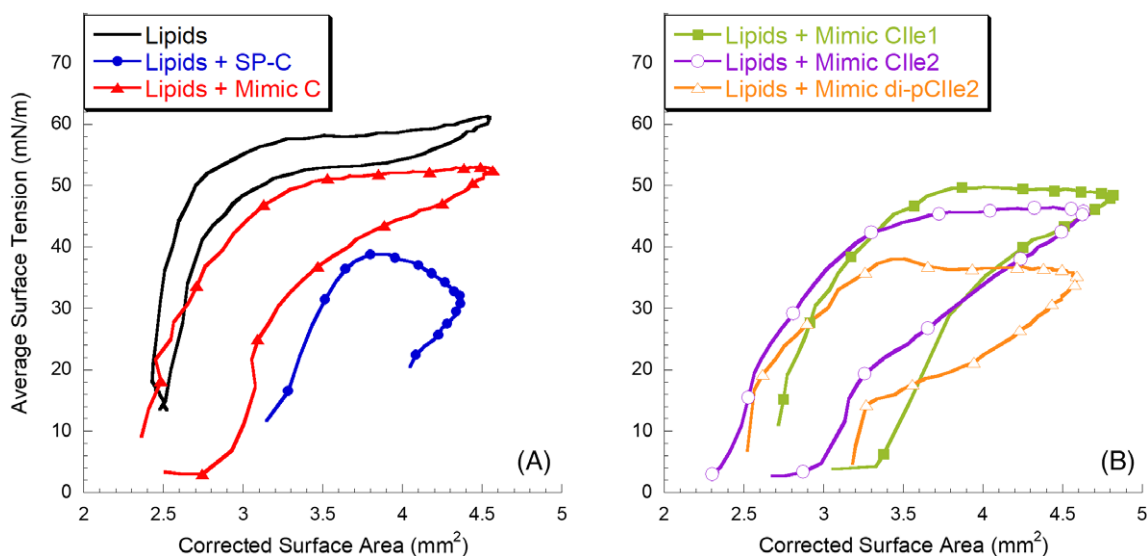 Lipids
Lipids + SP-C
Lipids + Mimic C
Average Surface Tension (mN/m)
70
60
50
40
30
20
10
0
2 2.5 3 3.5 4 4.5 5
Corrected Surface Area (mm²)
(A)
Lipids + Mimic CIle1
Lipids + Mimic CIle2
Lipids + Mimic di-pCIle2
70
60
50
40
30
20
10
0
2 2.5 3 3.5 4 4.5 5
Corrected Surface Area (mm²)
(B)